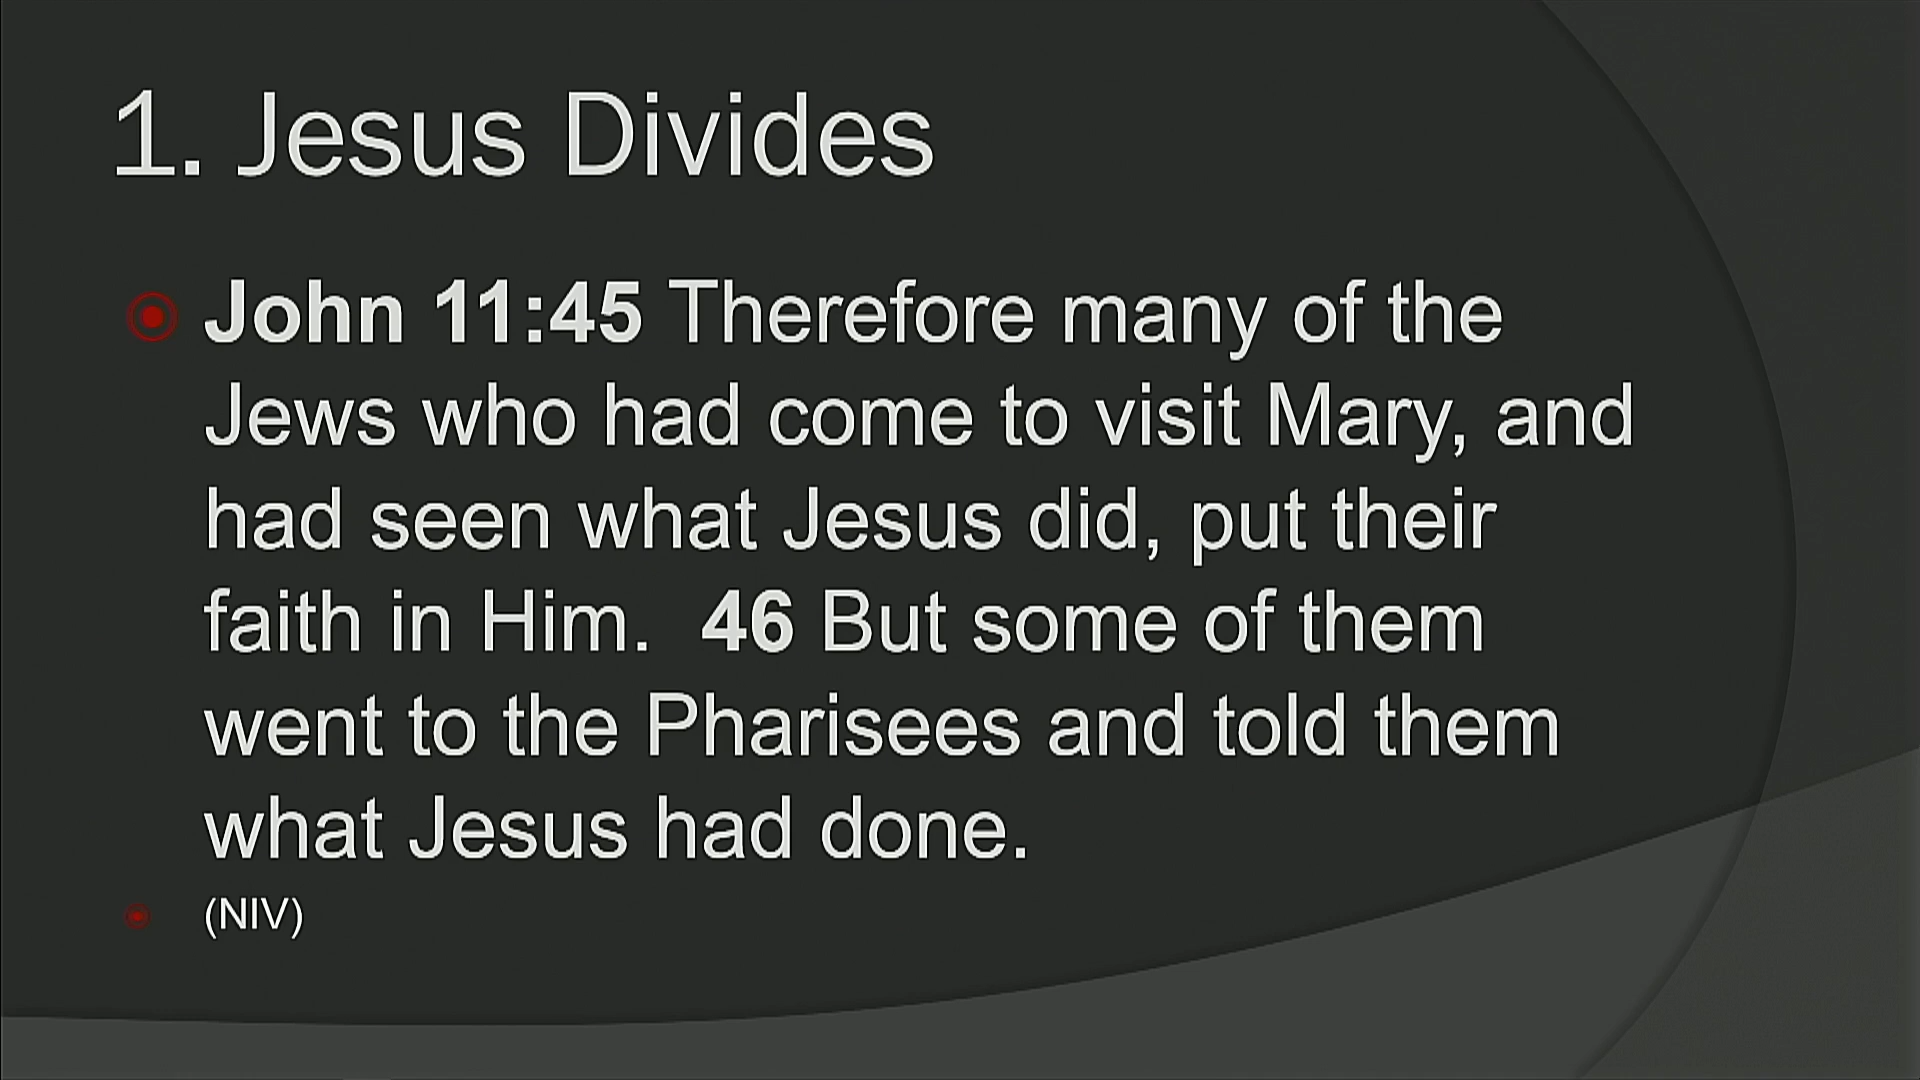 1. Jesus Divides
John 11:45 Therefore many of the
Jews who had come to visit Mary, and
had seen what Jesus did, put their
faith in Him.  46 But some of them
went to the Pharisees and told them
what Jesus had done.
(NIV)